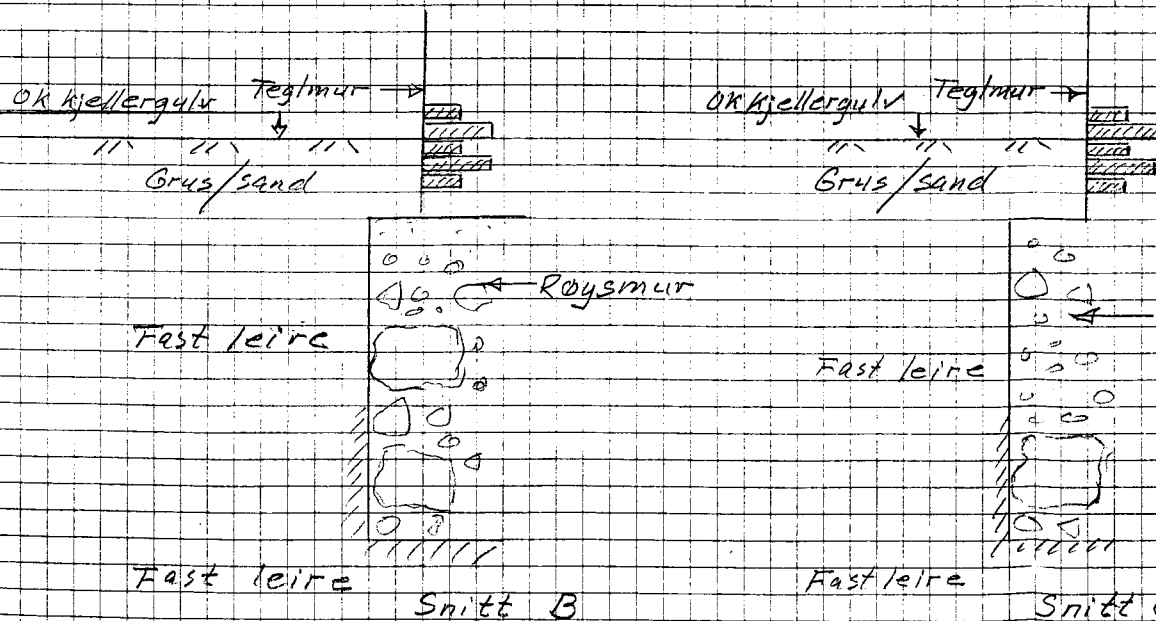 OK kjellergulv Teglmur
Grus/sand
Røysmur
Fast leire
Fast leire
Snitt B
OK kjellergulv Teglmur
Grus/sand
Fast leire
Fast leire
Snitt